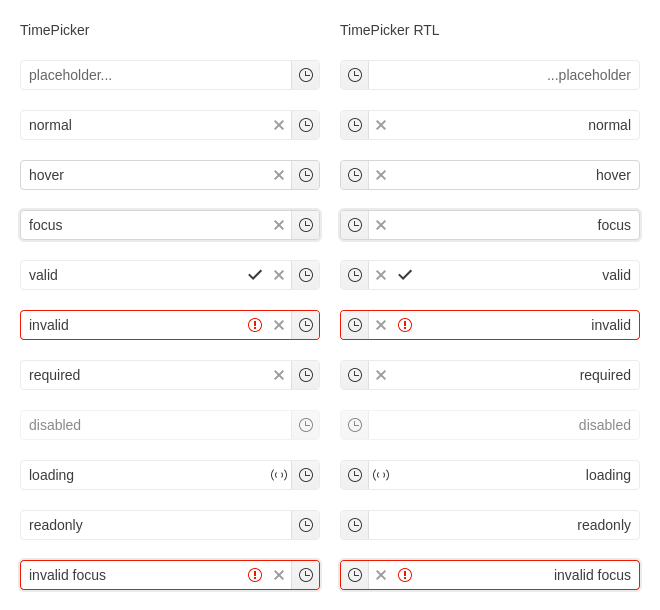 TimePicker
placeholder...
normal
hover
focus
valid
invalid
required
disabled
loading
readonly
invalid focus
TimePicker RTL
...placeholder
normal
hover
focus
valid
invalid
required
disabled
loading
readonly
invalid focus